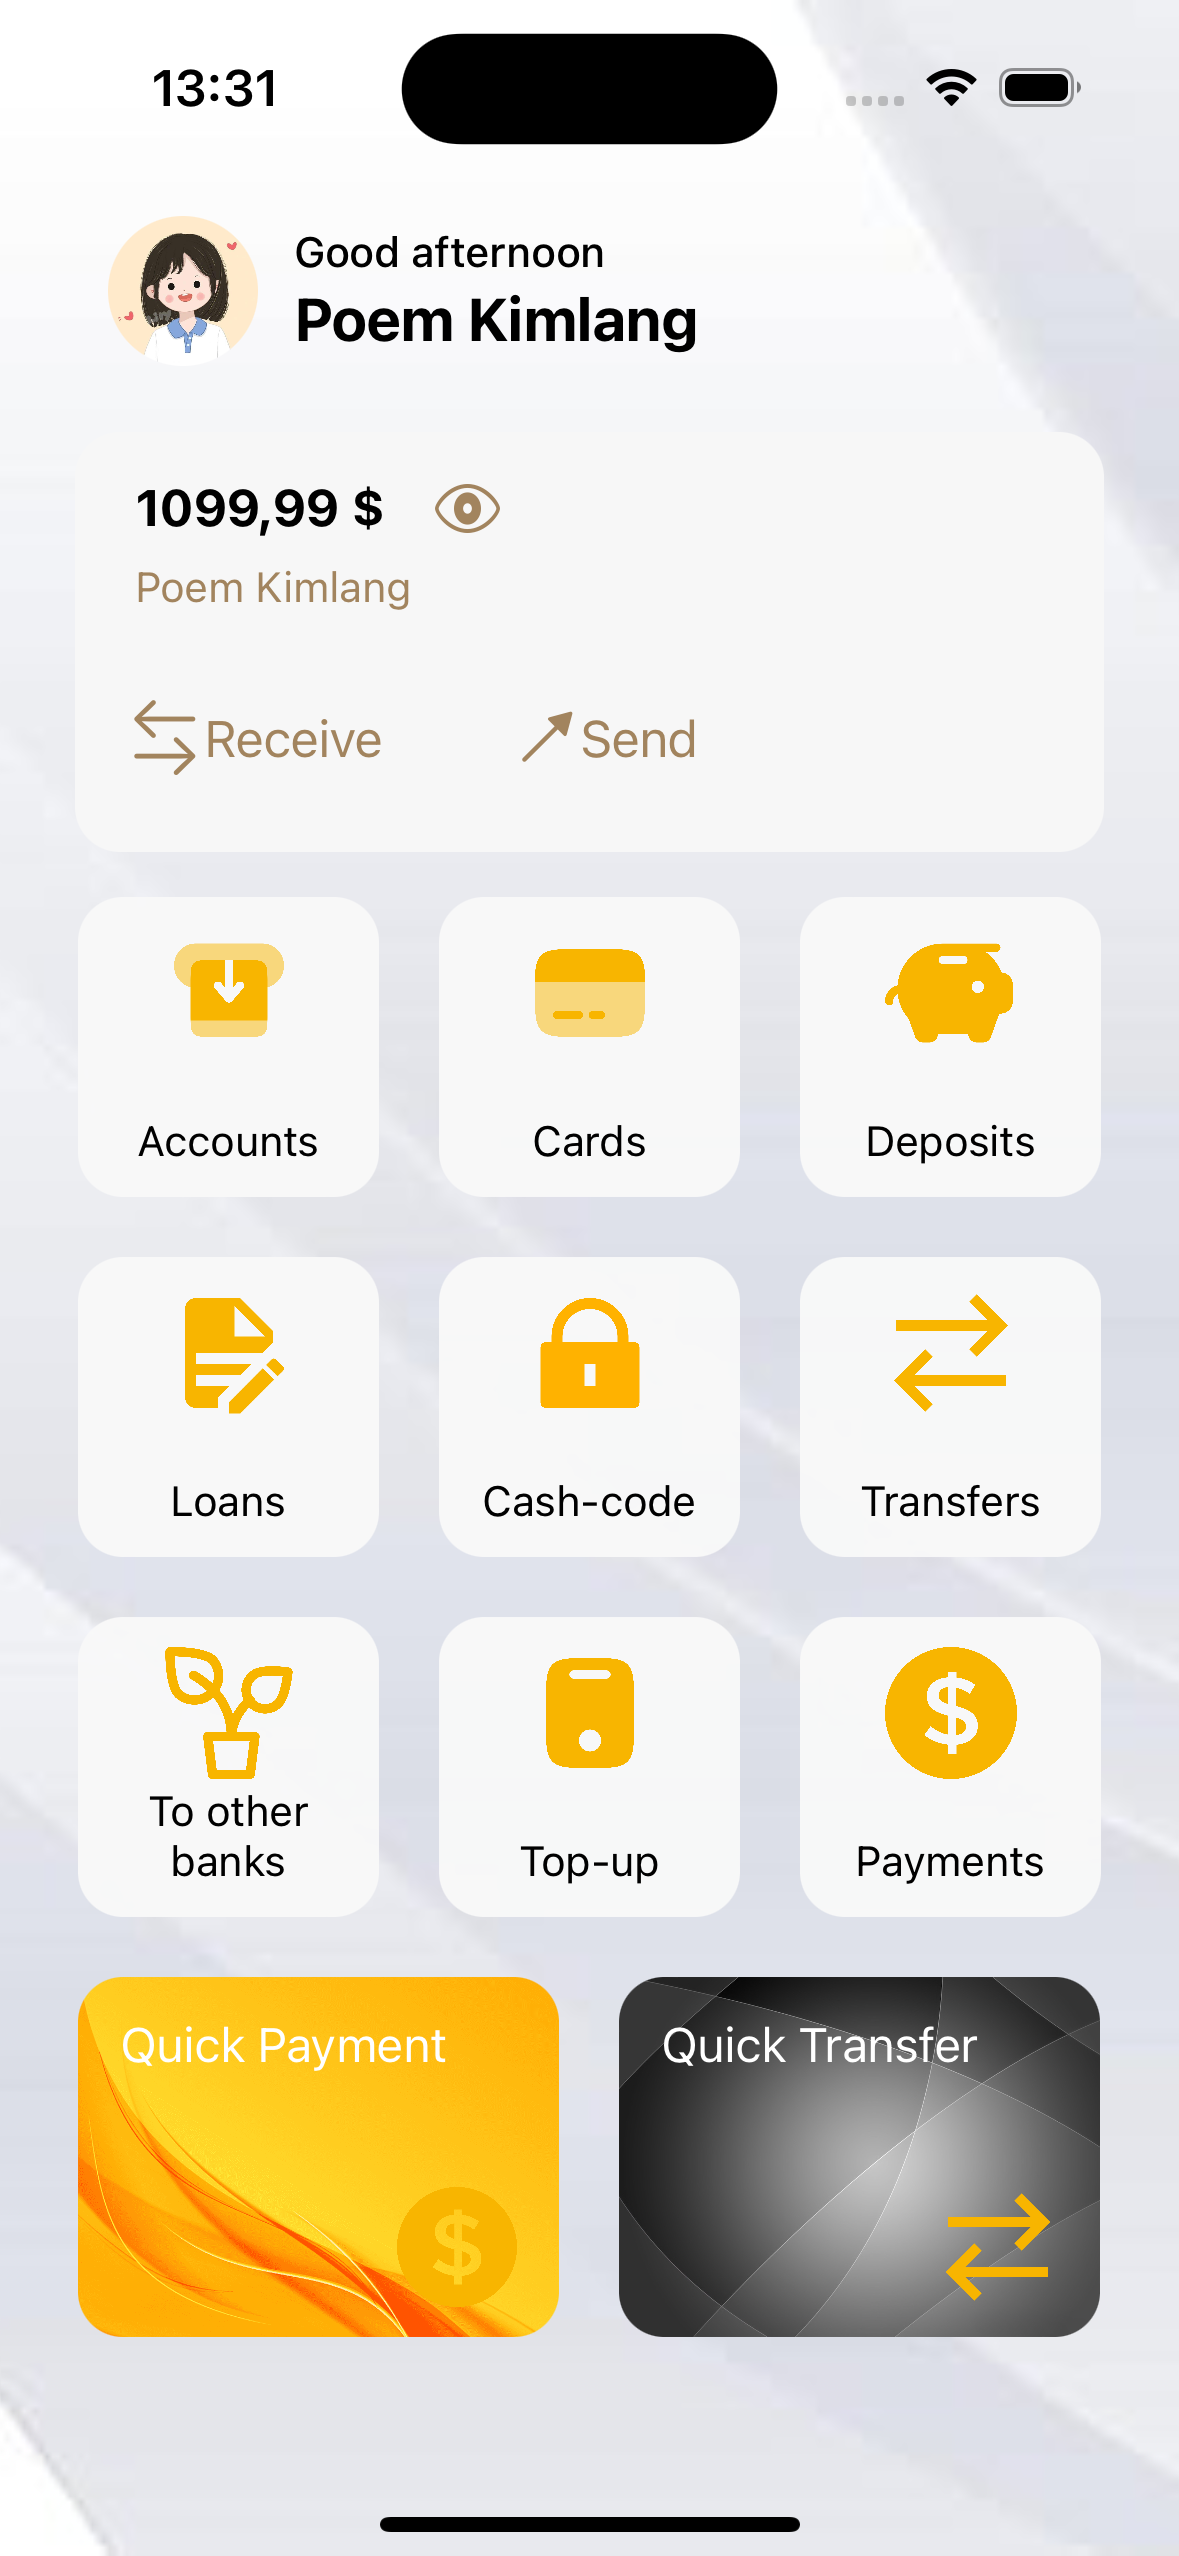 13:31
Good afternoon
Poem Kimlang
1099,99 $
Poem Kimlang
Receive
Send
Accounts
Cards
Deposits
Loans
Cash-code
Transfers
To other
banks
Top-up
Payments
Quick Payment
Quick Transfer